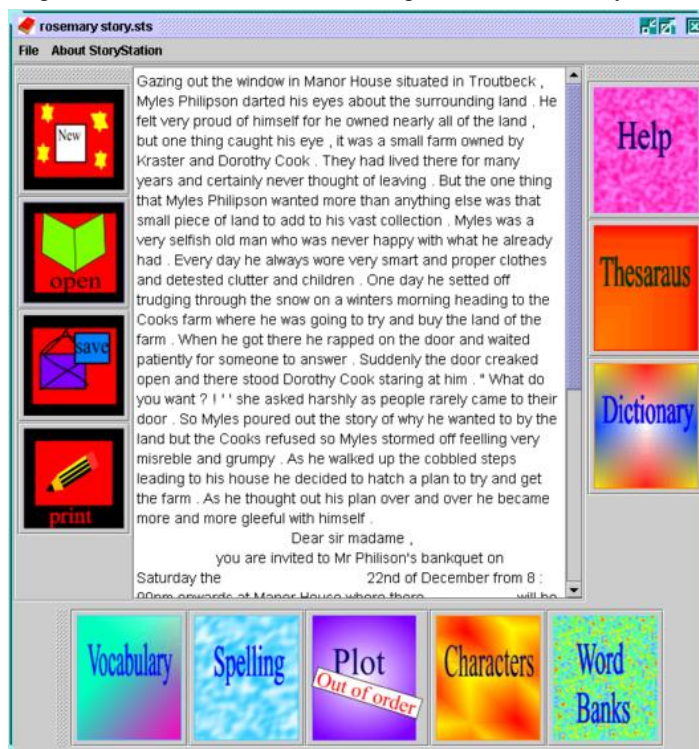 rosemary story.sts
File About StoryStation
New
open
save
print
Gazing out the window in Manor House situated in Troutbeck ,
Myles Philipson darted his eyes about the surrounding land . He
felt very proud of himself for he owned nearly all of the land ,
but one thing caught his eye , it was a small farm owned by
Kraster and Dorothy Cook . They had lived there for many
years and certainly never thought of leaving . But the one thing
that Myles Philipson wanted more than anything else was that
small piece of land to add to his vast collection . Myles was a
very selfish old man who was never happy with what he already
had . Every day he always wore very smart and proper clothes
and detested clutter and children . One day he setted off
trudging through the snow on a winters morning heading to the
Cooks farm where he was going to try and buy the land of the
farm . When he got there he rapped on the door and waited
patiently for someone to answer . Suddenly the door creaked
open and there stood Dorothy Cook staring at him . " What do
you want ? ! ' ' she asked harshly as people rarely came to their
door . So Myles poured out the story of why he wanted to by the
land but the Cooks refused so Myles stormed off feelling very
misreble and grumpy . As he walked up the cobbled steps
leading to his house he decided to hatch a plan to try and get
the farm . As he thought out his plan over and over he became
more and more gleeful with himself .
Dear sir madame ,
you are invited to Mr Philison's bankquet on
Saturday the 22nd of December from 8 :
00pm onwards at Manor House where there will be
Help
Thesaraus
Dictionary
Vocabulary
Spelling
Plot
Out of order
Characters
Word
Banks